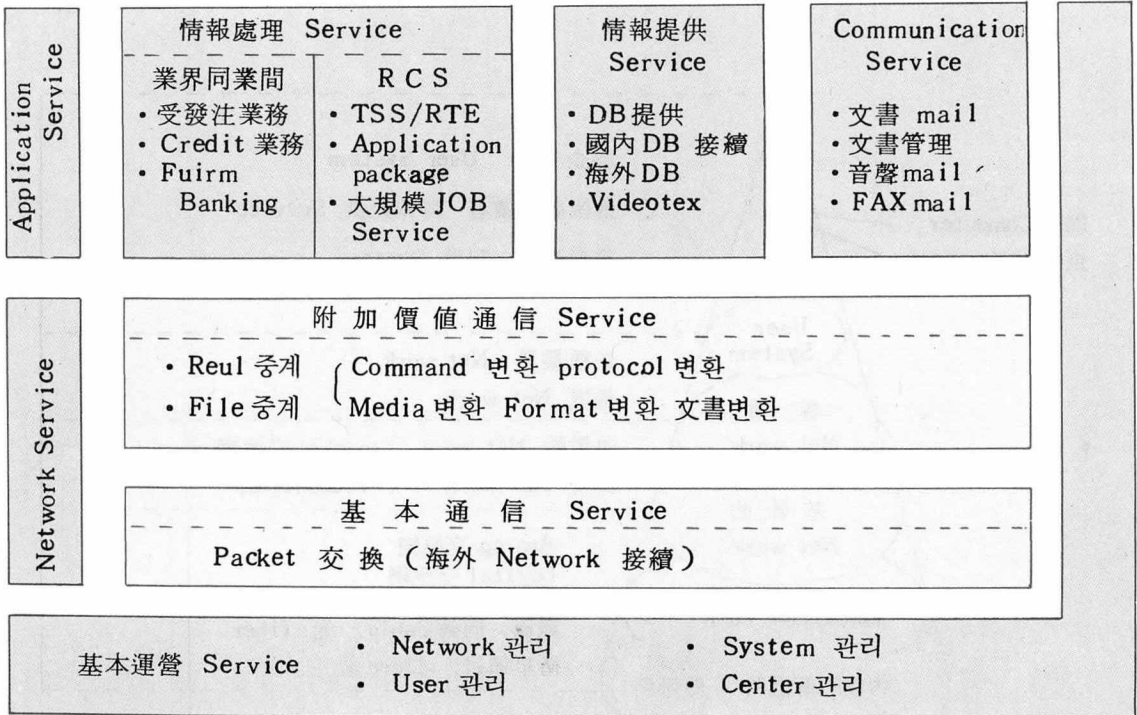 Application Service
情報處理 Service
業界同業間
・受發注業務
・Credit 業務
・Fuirm
Banking
R C S
・TSS/RTE
・Application
package
・大規模 JOB
Service
情報提供
Service
・DB提供
・國內 DB 接續
・海外 DB
・Videotex
Communication
Service
・文書 mail
・文書管理
・音聲 mail
・FAX mail
Network Service
附加價値通信 Service
・Reul 중계
・File 중계
Command 변환 protocol 변환
Media 변환 Format 변환 文書변환
基本通信 Service
Packet 交換 (海外 Network 接續)
基本運營 Service
・Network 관리
・User 관리
・System 관리
・Center 관리